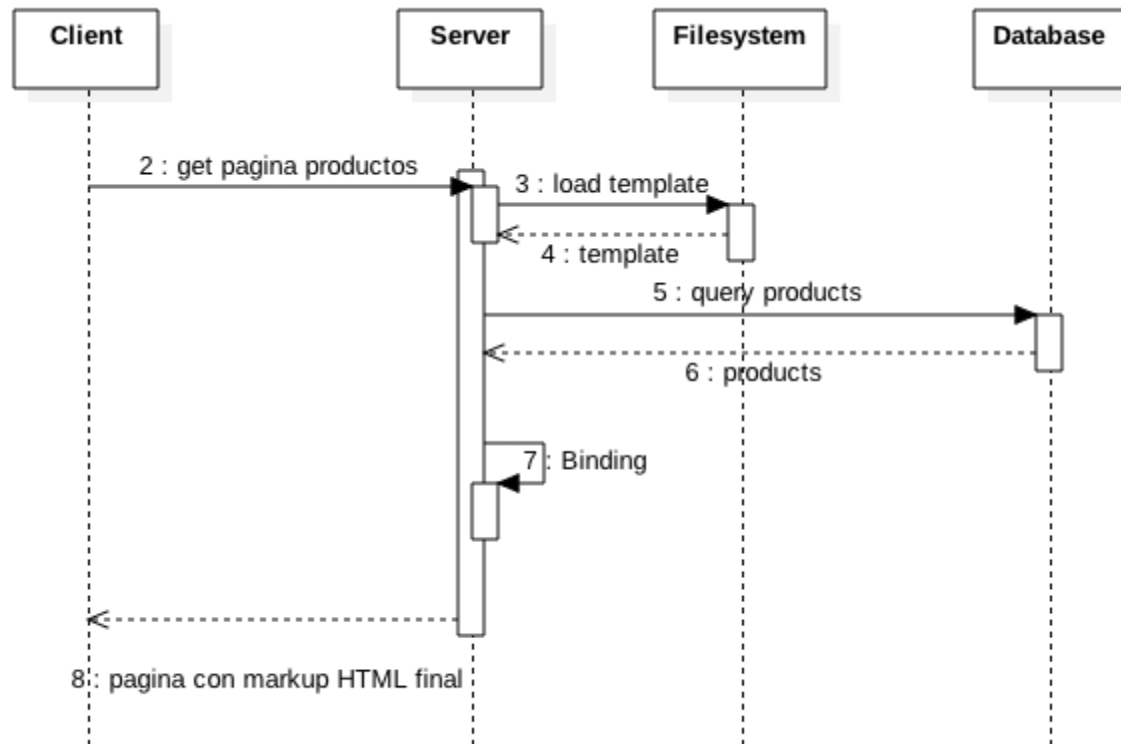 Client
Server
Filesystem
Database
2 : get pagina productos
3 : load template
4 : template
5 : query products
6 : products
7 : Binding
8 : pagina con markup HTML final